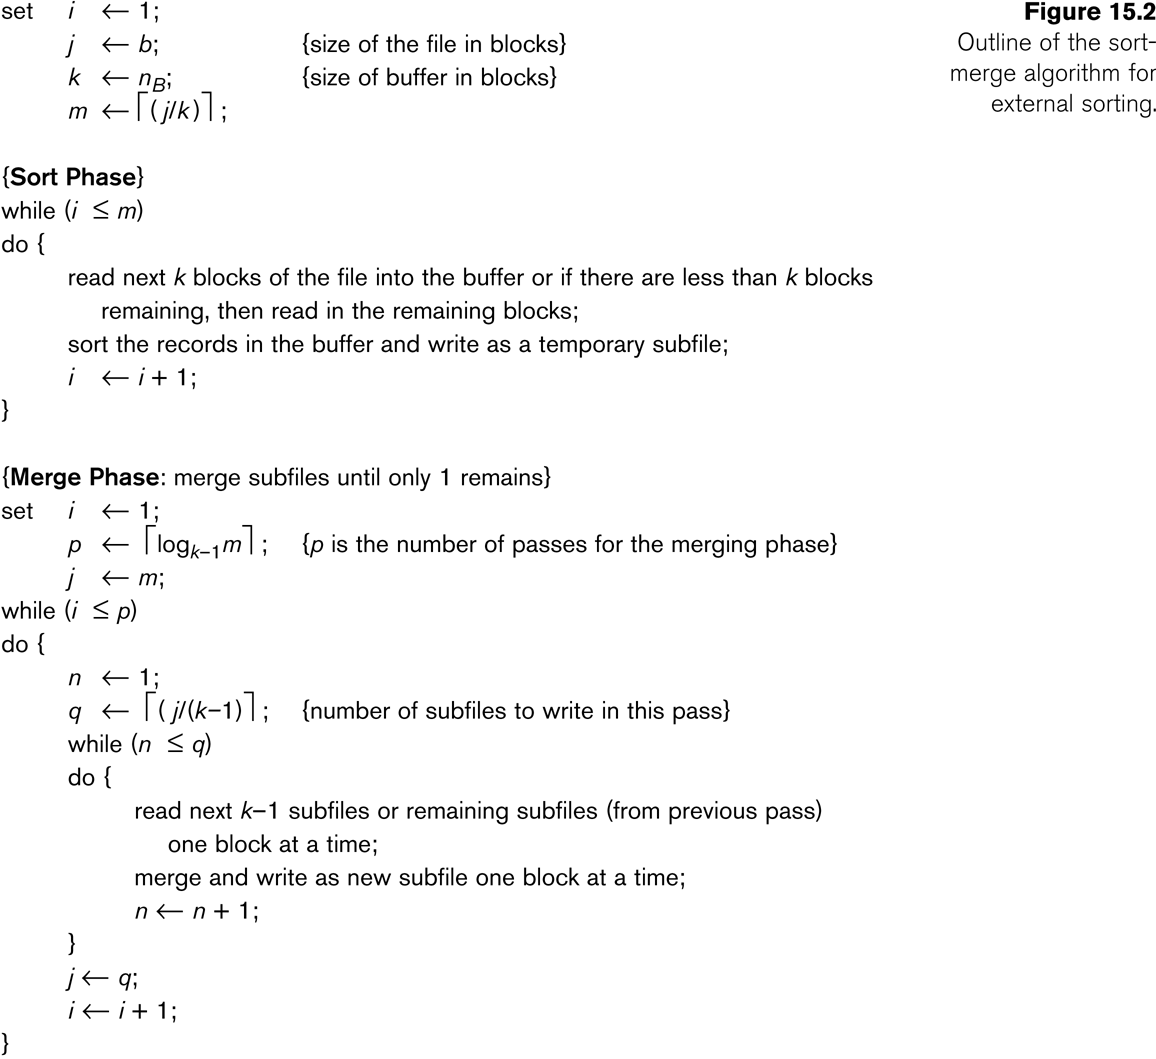 set i ← 1;
j ← b; {size of the file in blocks}
k ← n_B; {size of buffer in blocks}
m ← ⌈(j/k)⌉;
{Sort Phase}
while (i ≤ m)
do {
read next k blocks of the file into the buffer or if there are less than k blocks
remaining, then read in the remaining blocks;
sort the records in the buffer and write as a temporary subfile;
i ← i + 1;
}
{Merge Phase: merge subfiles until only 1 remains}
set i ← 1;
p ← ⌈log_{k–1}m⌉; {p is the number of passes for the merging phase}
j ← m;
while (i ≤ p)
do {
n ← 1;
q ← ⌈(j/(k–1)⌉; {number of subfiles to write in this pass}
while (n ≤ q)
do {
read next k–1 subfiles or remaining subfiles (from previous pass)
one block at a time;
merge and write as new subfile one block at a time;
n ← n + 1;
}
j ← q;
i ← i + 1;
}
Figure 15.2
Outline of the sort-
merge algorithm for
external sorting.